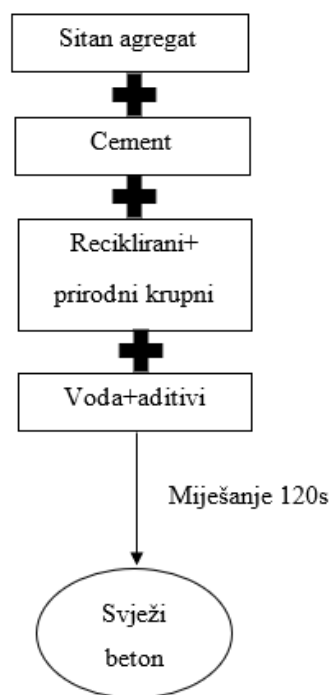 Sitan agregat
Cement
Reciklirani+
prirodni krupni
Voda+aditivi
Miješanje 120s
Svježi
beton